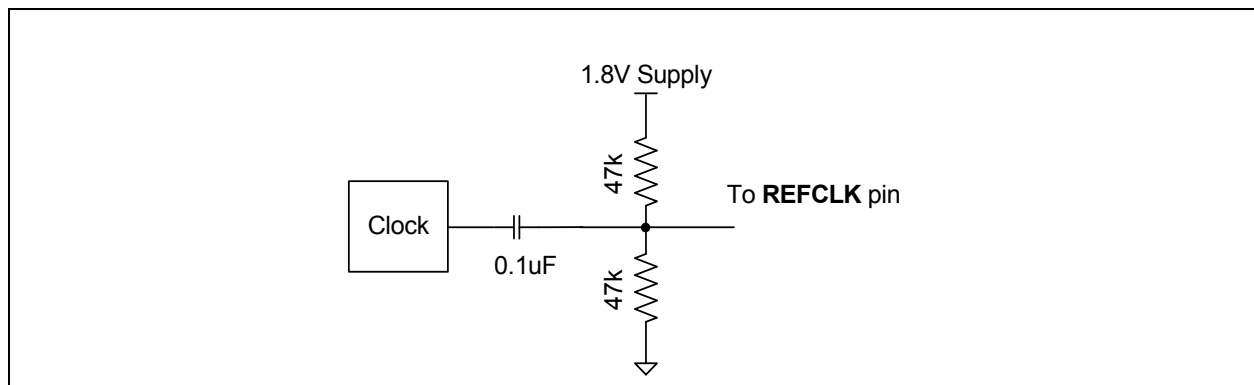 1.8V Supply
47k
To REFCLK pin
Clock
0.1uF
47k